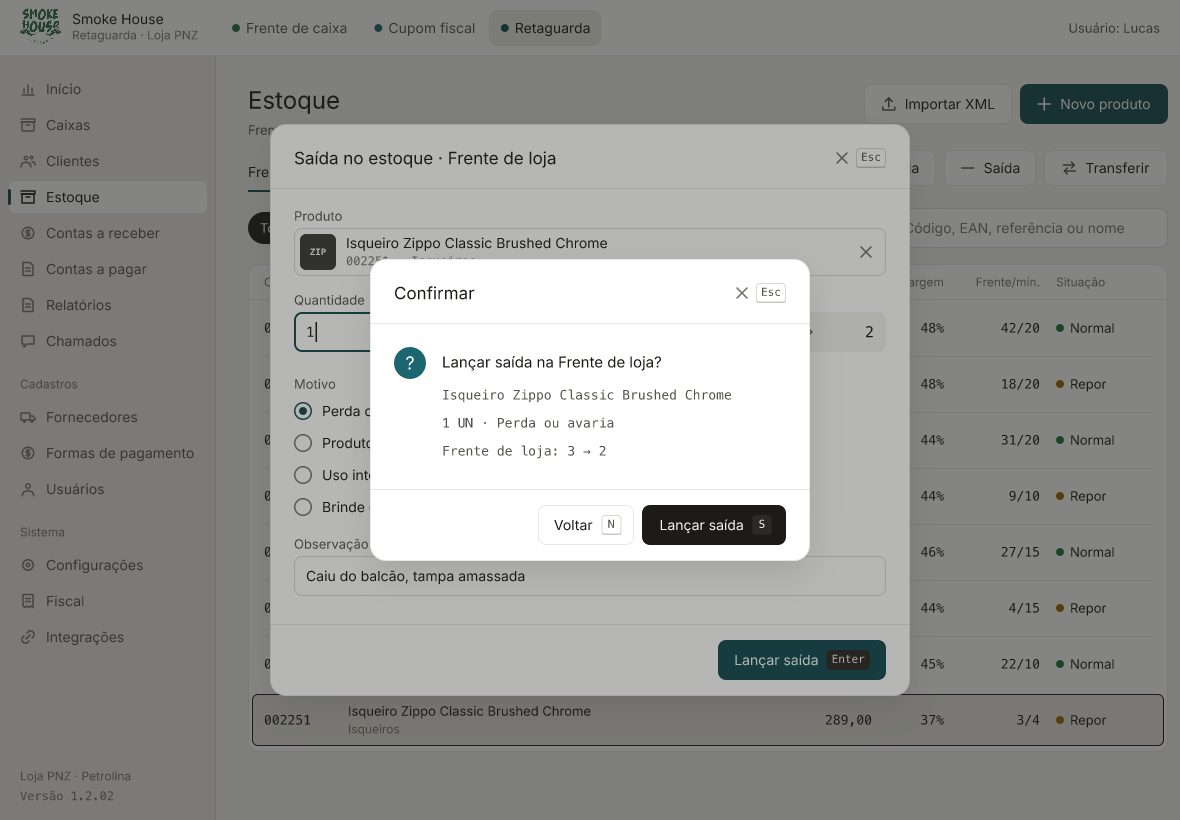 SMOKE
HOUSE
Smoke House
Retaguarda · Loja PNZ
Frente de caixa
Cupom fiscal
Retaguarda
Usuário: Lucas
Início
Caixas
Clientes
Estoque
Contas a receber
Contas a pagar
Relatórios
Chamados
Cadastros
Fornecedores
Formas de pagamento
Usuários
Sistema
Configurações
Fiscal
Integrações
Loja PNZ · Petrolina
Versão 1.2.02
Estoque
Importar XML
Novo produto
Saída
Transferir
Código, EAN, referência ou nome
Frente/mín.
Situação
48% 42/20 Normal
48% 18/20 Repor
44% 31/20 Normal
44% 9/10 Repor
46% 27/15 Normal
44% 4/15 Repor
45% 22/10 Normal
002251 Isqueiro Zippo Classic Brushed Chrome 289,00 37% 3/4 Repor
Isqueiros
Saída no estoque · Frente de loja
Esc
Produto
ZIP
Isqueiro Zippo Classic Brushed Chrome
Quantidade
1
2
Motivo
Perda
Brinde
Observação
Caiu do balcão, tampa amassada
Lançar saída Enter
Confirmar
Esc
?
Lançar saída na Frente de loja?
Isqueiro Zippo Classic Brushed Chrome
1 UN · Perda ou avaria
Frente de loja: 3 → 2
Voltar N
Lançar saída S